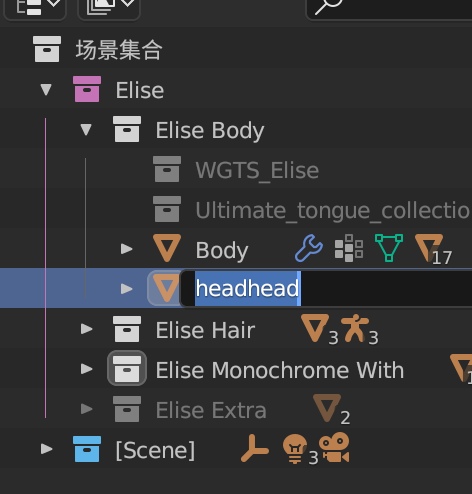 场景集合
Elise
Elise Body
WGTS_Elise
Ultimate_tongue_collectio
Body 17
headhead
Elise Hair 3 3
Elise Monochrome With 1
Elise Extra 2
[Scene] 3